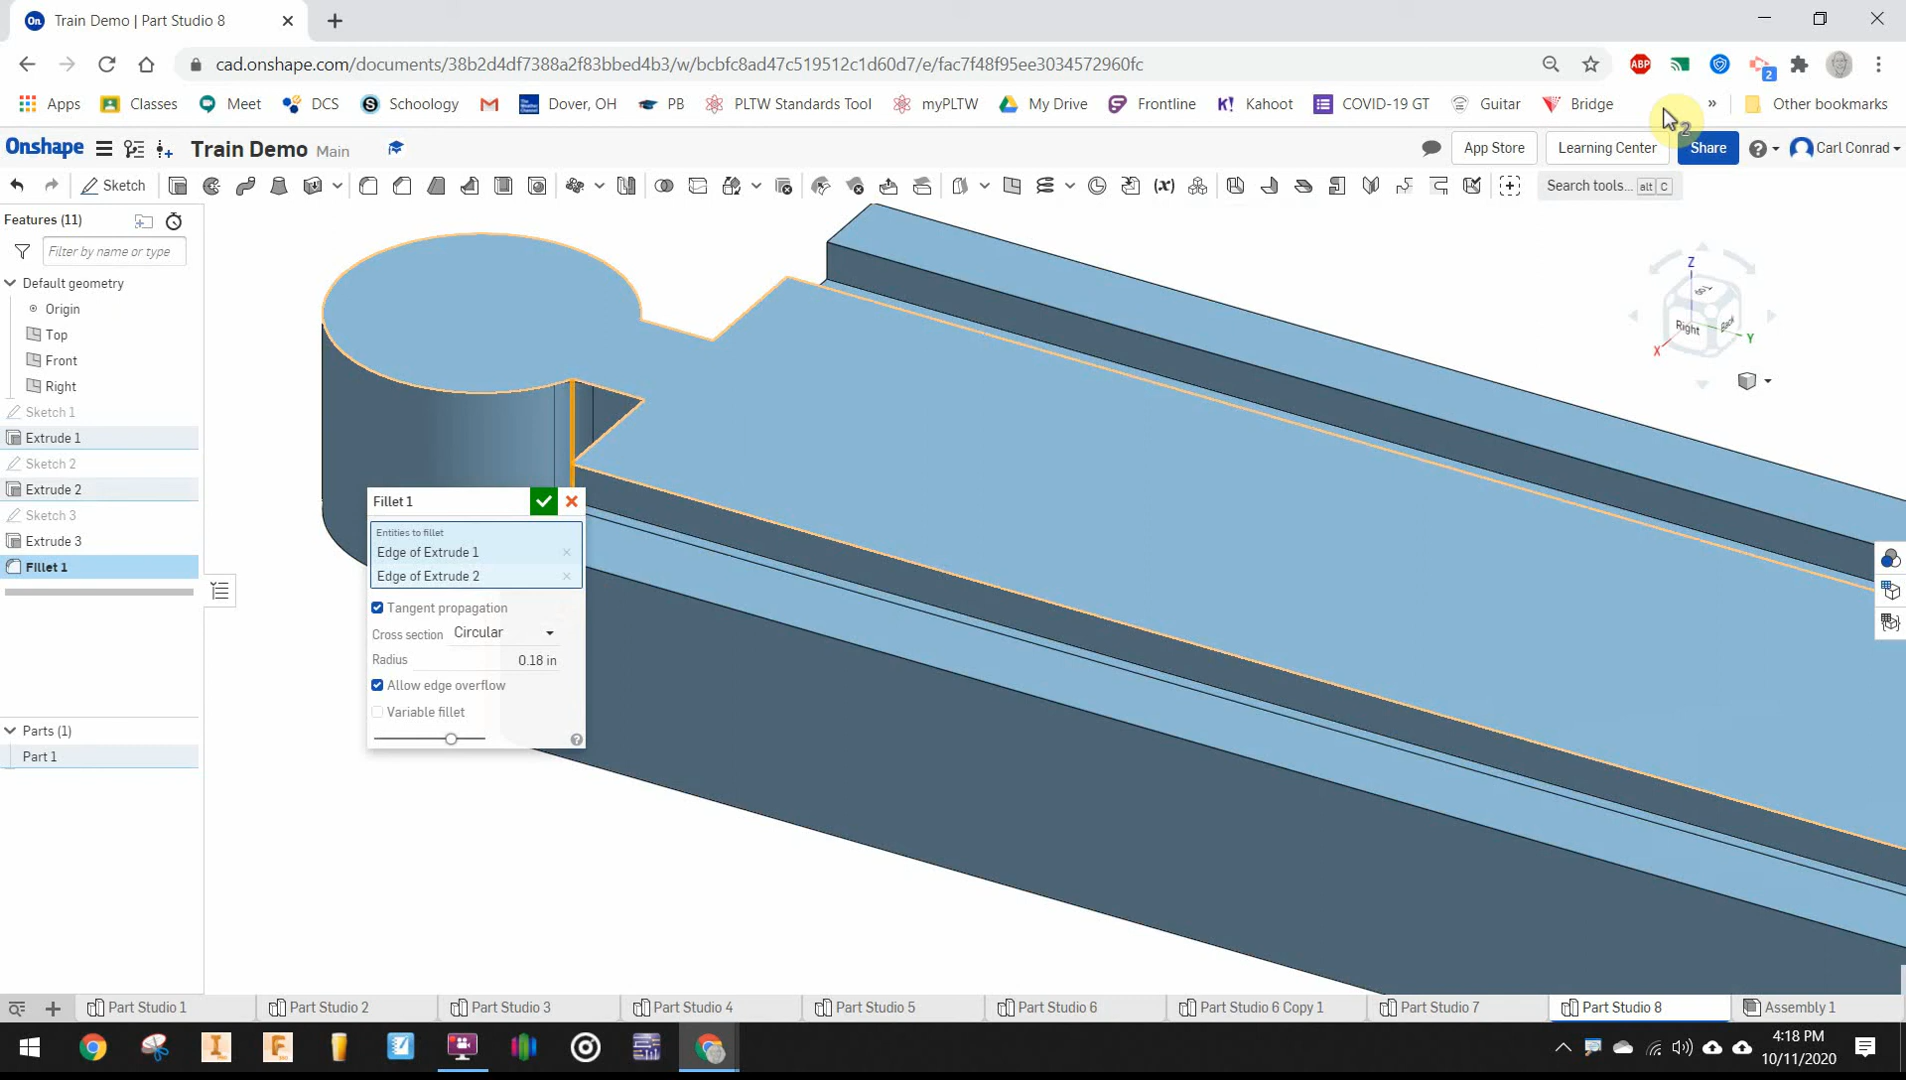 Train Demo | Part Studio 8
cad.onshape.com/documents/38b2d4df7388a2f83bbed4b3/w/bcbfc8ad47c519512c1d60d7/e/fac7f48f95ee3034572960fc
ABP
2
Apps Classes Meet DCS Schoology Dover, OH PB PLTW Standards Tool myPLTW My Drive Frontline Kahoot COVID-19 GT Guitar Bridge » Other bookmarks
2
Onshape Train Demo Main App Store Learning Center Share Carl Conrad
Sketch (x) Search tools... alt C
Features (11)
Filter by name or type
Default geometry
Origin
Top
Front
Right
Sketch 1
Extrude 1
Sketch 2
Extrude 2
Sketch 3
Extrude 3
Fillet 1
Parts (1)
Part 1
Z
Top
Right Back
X Y
Fillet 1
Entities to fillet
Edge of Extrude 1
Edge of Extrude 2
Tangent propagation
Cross section Circular
Radius 0.18 in
Allow edge overflow
Variable fillet
Part Studio 1 Part Studio 2 Part Studio 3 Part Studio 4 Part Studio 5 Part Studio 6 Part Studio 6 Copy 1 Part Studio 7 Part Studio 8 Assembly 1
4:18 PM
10/11/2020